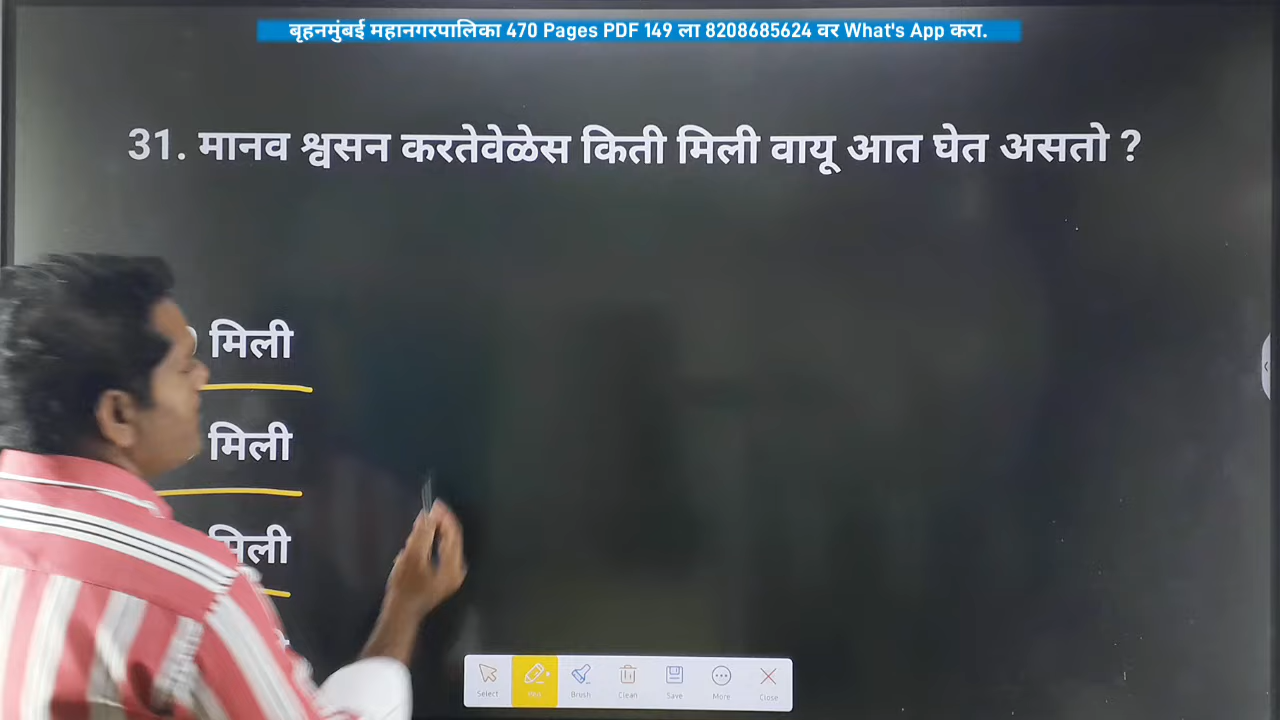 बृहनमुंबई महानगरपालिका 470 Pages PDF 149 ला 8208685624 वर What's App करा.
31. मानव श्वसन करतेवेळेस किती मिली वायू आत घेत असतो ?
मिली
मिली
मिली
Select
Pen
Brush
Clean
Save
More
Close